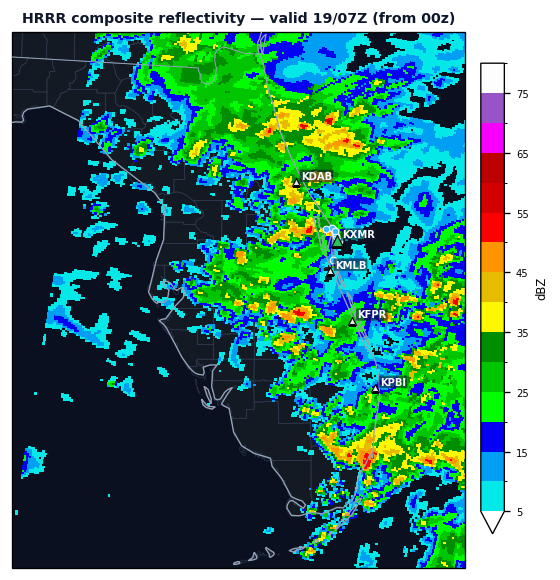 HRRR composite reflectivity — valid 19/07Z (from 00z)
75
65
KDAB
55
KXMR
45
KMLB
dBZ
KFPR
35
25
KPBI
15
5